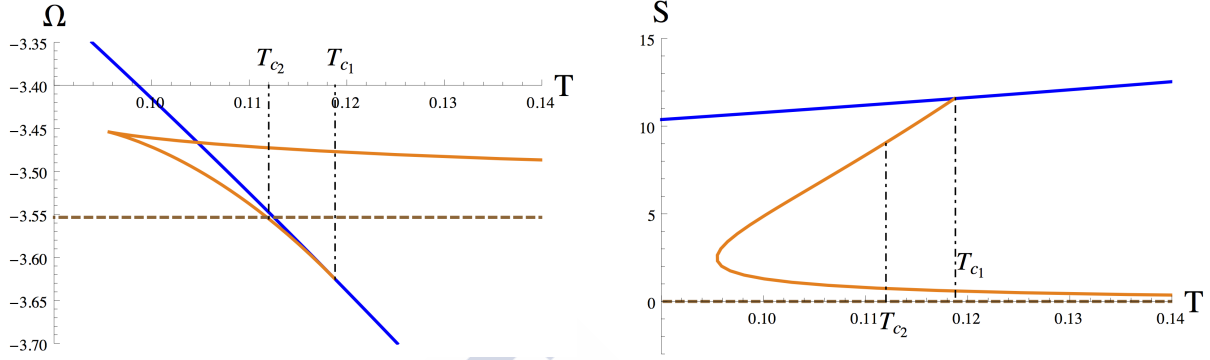 Ω
−3.35
T_{c_2} T_{c_1}
−3.40
T
0.10 0.11 0.12 0.13 0.14
−3.45
−3.50
−3.55
−3.60
−3.65
−3.70
S
15
10
5
T_{c_1}
0
T
0.10 0.11 T_{c_2} 0.12 0.13 0.14